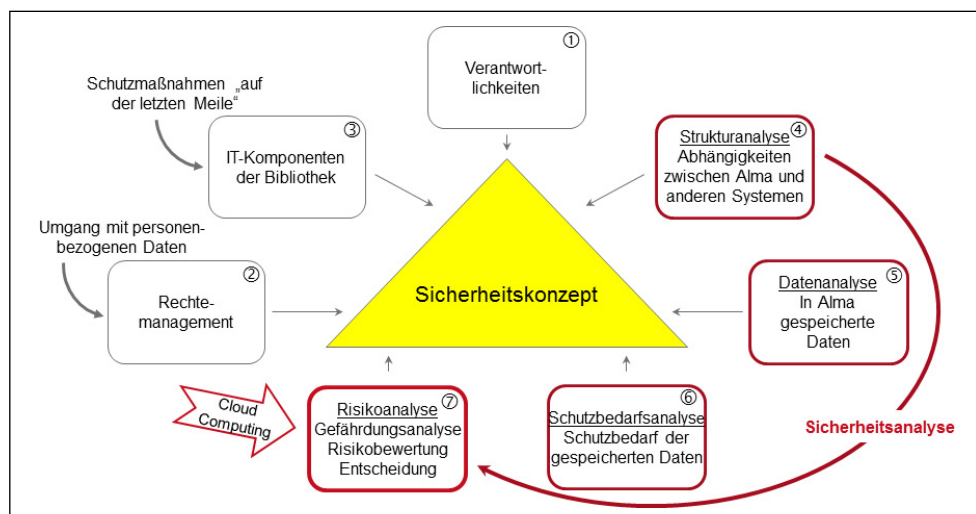 ①
Verantwort-
lichkeiten
Schutzmaßnahmen „auf
der letzten Meile“
③
IT-Komponenten
der Bibliothek
Umgang mit personen-
bezogenen Daten
②
Rechte-
management
Sicherheitskonzept
④
Strukturanalyse
Abhängigkeiten
zwischen Alma und
anderen Systemen
⑤
Datenanalyse
In Alma
gespeicherte
Daten
⑥
Schutzbedarfsanalyse
Schutzbedarf der
gespeicherten Daten
Cloud
Computing
⑦
Risikoanalyse
Gefährdungsanalyse
Risikobewertung
Entscheidung
Sicherheitsanalyse